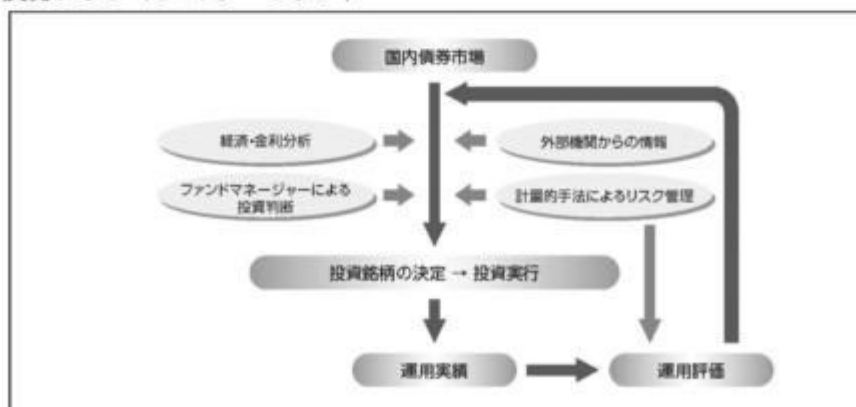 国内債券市場
経済・金利分析
外部機関からの情報
ファンドマネージャーによる
投資判断
計量的手法によるリスク管理
投資銘柄の決定 → 投資実行
運用実績
運用評価